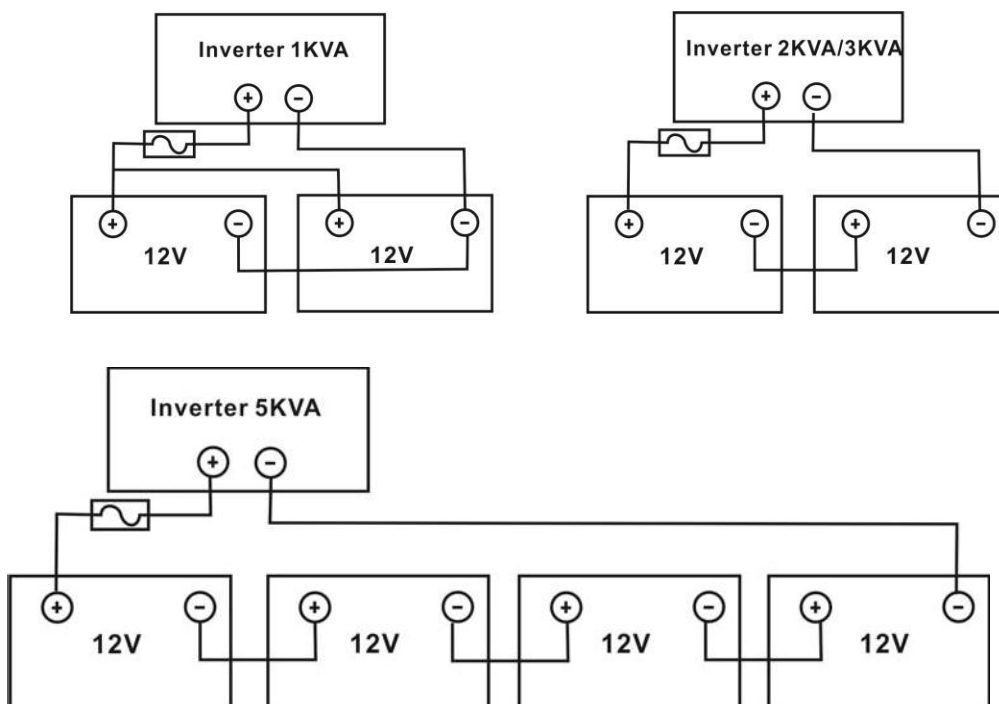 Inverter 1KVA
+ −
+ − + −
12V 12V
Inverter 2KVA/3KVA
+ −
+ − + −
12V 12V
Inverter 5KVA
+ −
+ − + − + − + −
12V 12V 12V 12V